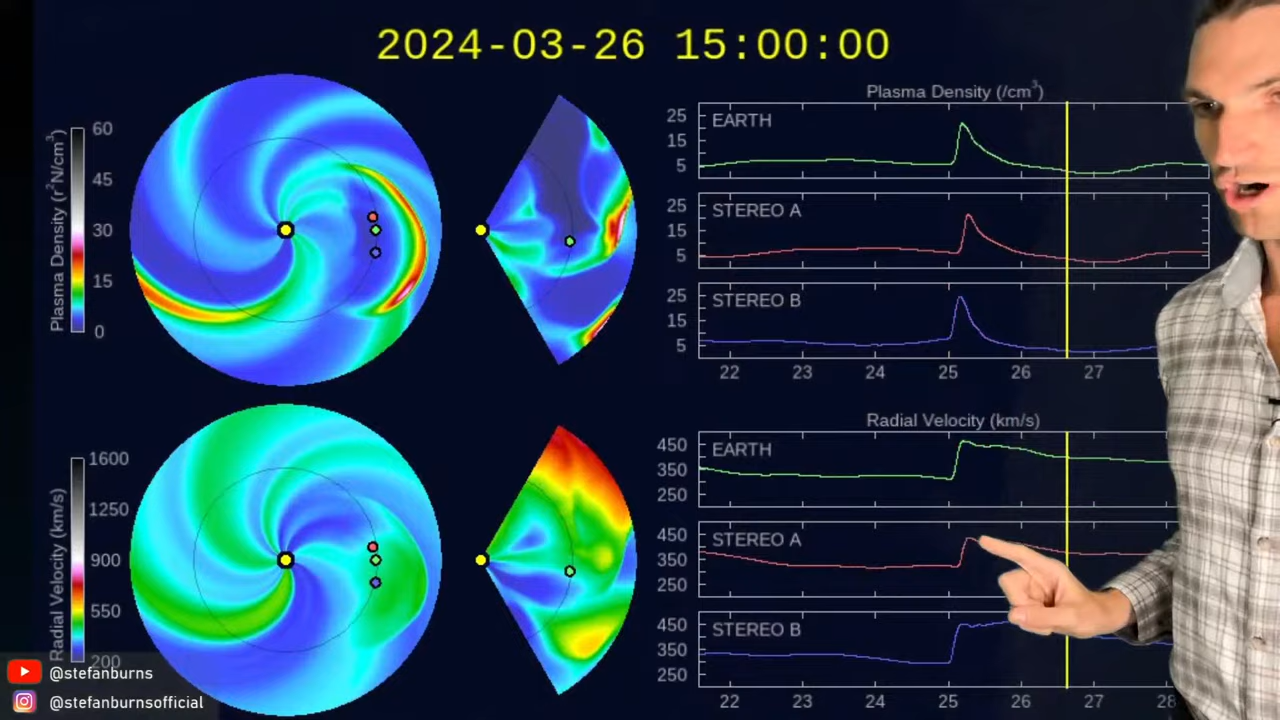 2024-03-26 15:00:00
Plasma Density (r²N/cm³)
60
45
30
15
0
Plasma Density (/cm³)
25
15
5
EARTH
25
15
5
STEREO A
25
15
5
STEREO B
22 23 24 25 26 27
Radial Velocity (km/s)
1600
1250
900
550
200
Radial Velocity (km/s)
450
350
250
EARTH
450
350
250
STEREO A
450
350
250
STEREO B
22 23 24 25 26 27 28
@stefanburns
@stefanburnsofficial